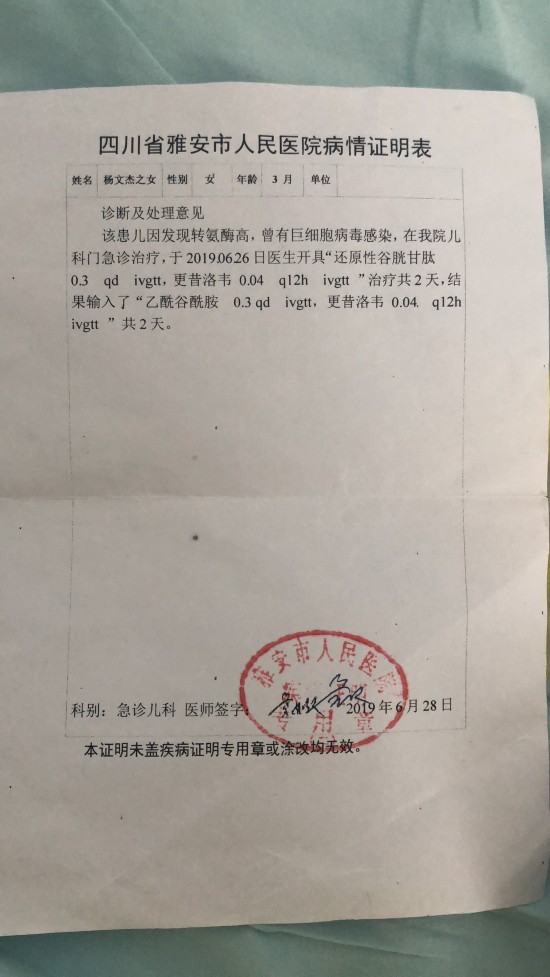 四川省雅安市人民医院病情证明表
姓名 杨文杰之女 性别 女 年龄 3 月 单位
诊断及处理意见
该患儿因发现转氨酶高，曾有巨细胞病毒感染，在我院儿
科门急诊治疗，于 2019.06.26 日医生开具“还原性谷胱甘肽
0.3 qd ivgtt，更昔洛韦 0.04 q12h ivgtt ”治疗共 2 天，结
果输入了“乙酰谷酰胺 0.3 qd ivgtt，更昔洛韦 0.04. q12h
ivgtt ” 共 2 天。
雅安市人民医院
科别：急诊儿科 医师签字： 2019 年 6 月 28 日
本证明未盖疾病证明专用章或涂改均无效。